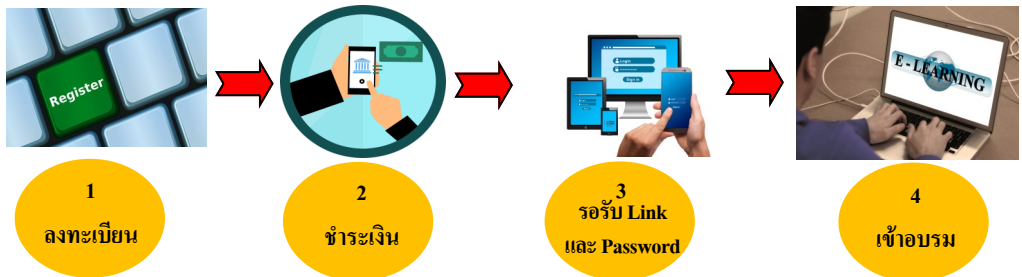 Register
Login
Sign in
E - LEARNING
1
ลงทะเบียน
2
ชำระเงิน
3
รอรับ Link
และ Password
4
เข้าอบรม